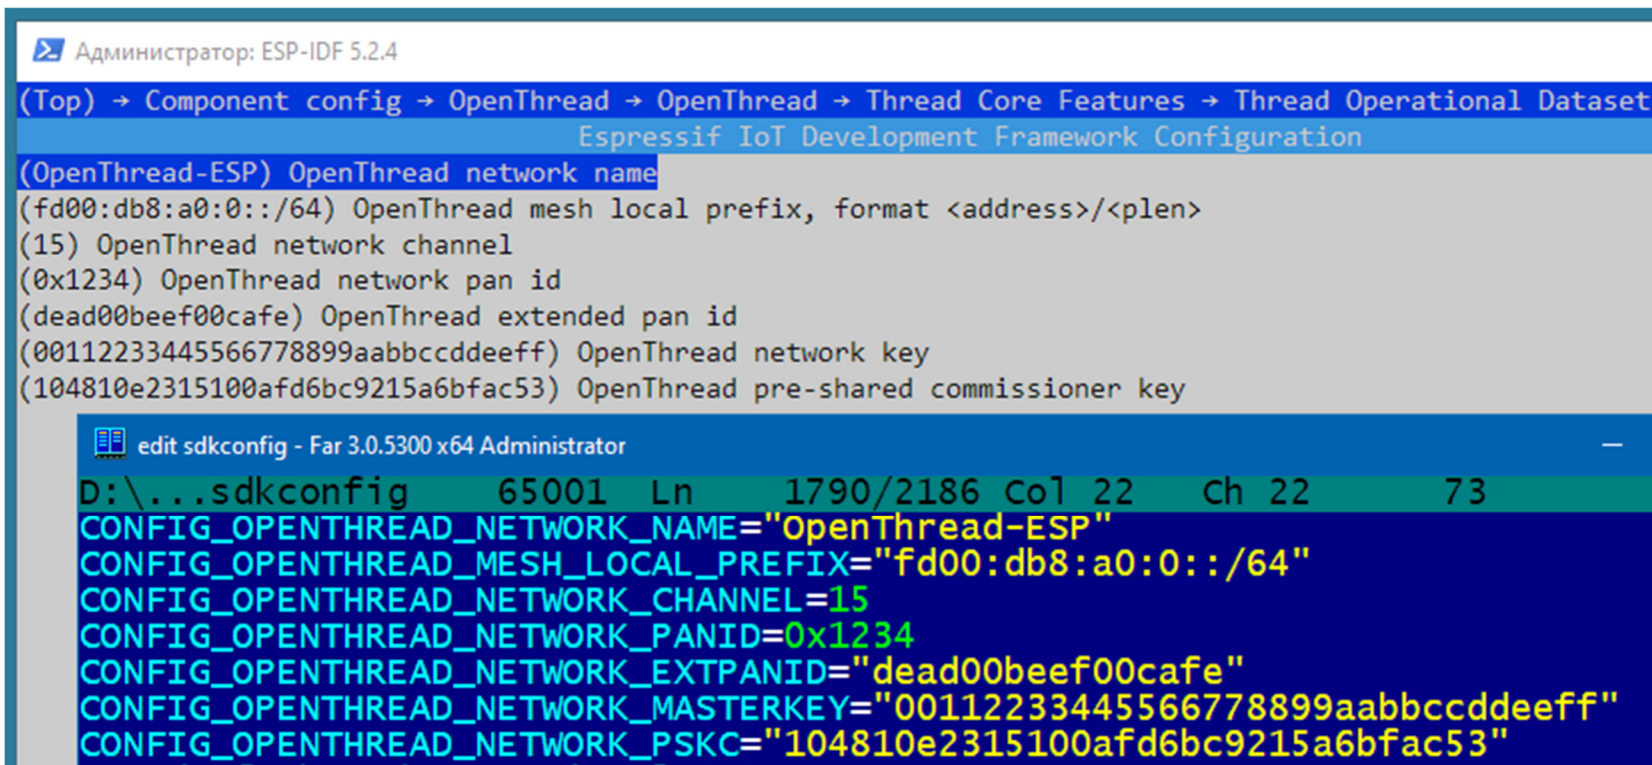 Администратор: ESP-IDF 5.2.4
(Top) → Component config → OpenThread → OpenThread → Thread Core Features → Thread Operational Dataset
Espressif IoT Development Framework Configuration
(OpenThread-ESP) OpenThread network name
(fd00:db8:a0:0::/64) OpenThread mesh local prefix, format <address>/<plen>
(15) OpenThread network channel
(0x1234) OpenThread network pan id
(dead00beef00cafe) OpenThread extended pan id
(00112233445566778899aabbccddeeff) OpenThread network key
(104810e2315100afd6bc9215a6bfac53) OpenThread pre-shared commissioner key
edit sdkconfig - Far 3.0.5300 x64 Administrator
D:\...sdkconfig 65001 Ln 1790/2186 Col 22 Ch 22 73
CONFIG_OPENTHREAD_NETWORK_NAME="OpenThread-ESP"
CONFIG_OPENTHREAD_MESH_LOCAL_PREFIX="fd00:db8:a0:0::/64"
CONFIG_OPENTHREAD_NETWORK_CHANNEL=15
CONFIG_OPENTHREAD_NETWORK_PANID=0x1234
CONFIG_OPENTHREAD_NETWORK_EXTPANID="dead00beef00cafe"
CONFIG_OPENTHREAD_NETWORK_MASTERKEY="00112233445566778899aabbccddeeff"
CONFIG_OPENTHREAD_NETWORK_PSKC="104810e2315100afd6bc9215a6bfac53"